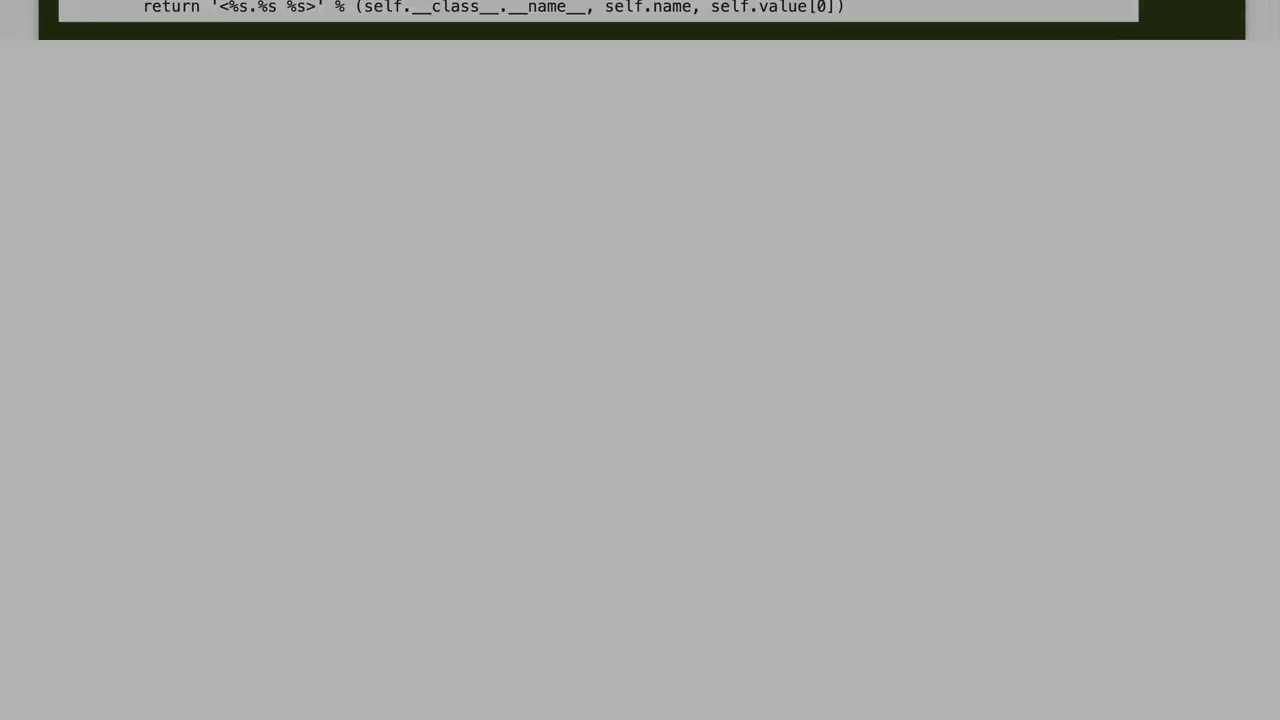 return '<%s.%s %s>' % (self.__class__.__name__, self.name, self.value[0])